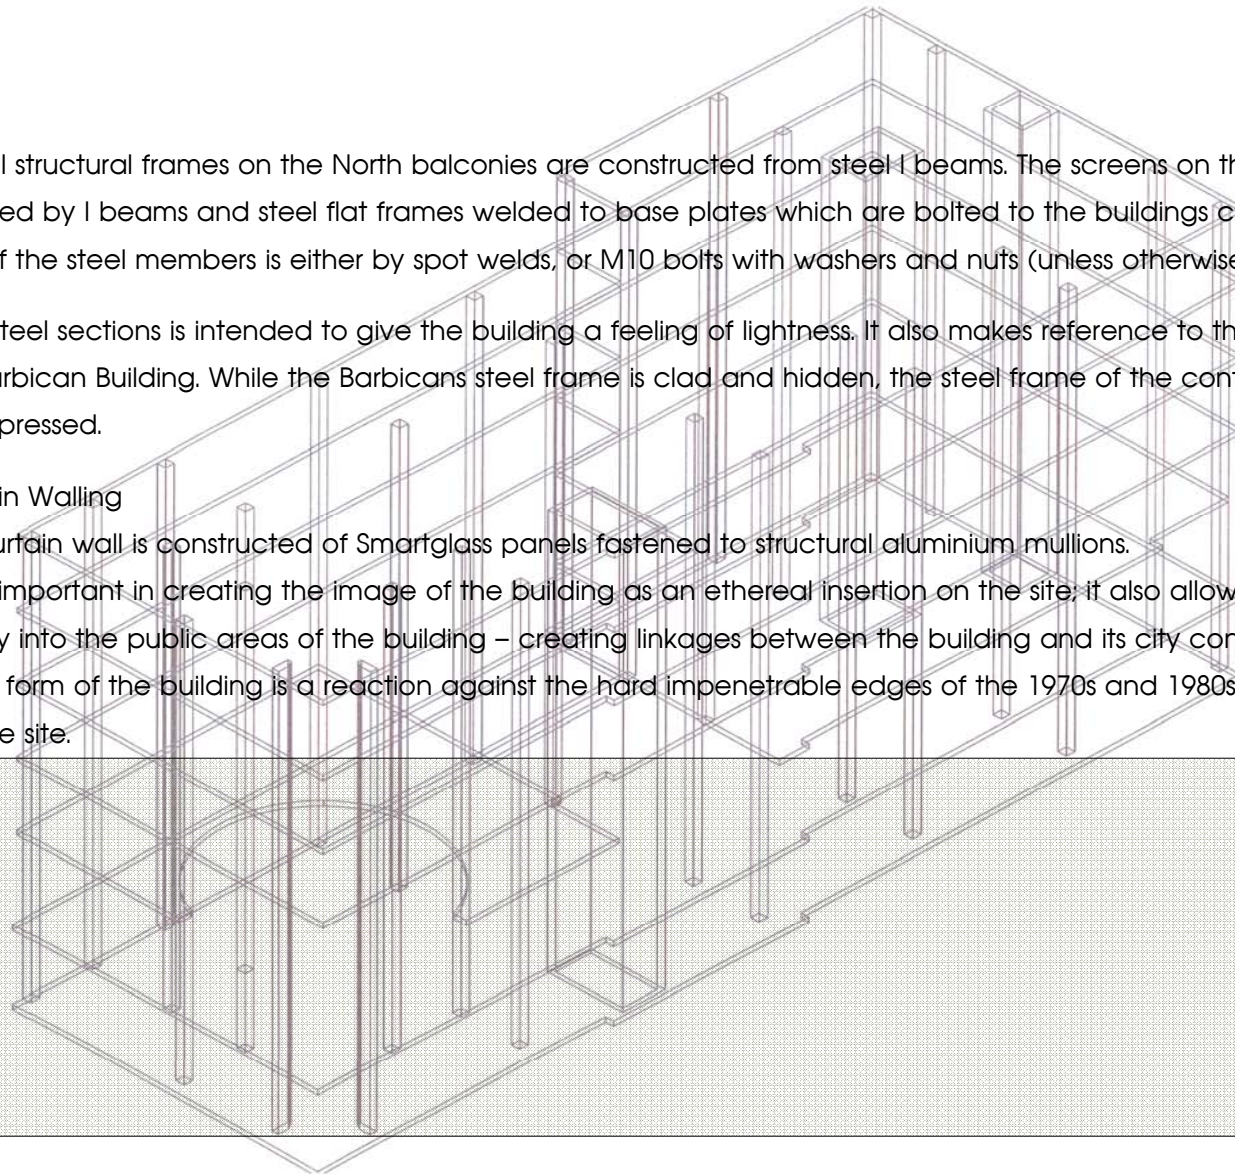 l structural frames on the North balconies are constructed from steel I beams. The screens on th
ed by I beams and steel flat frames welded to base plates which are bolted to the buildings c
f the steel members is either by spot welds, or M10 bolts with washers and nuts (unless otherwise
teel sections is intended to give the building a feeling of lightness. It also makes reference to th
arbican Building. While the Barbicans steel frame is clad and hidden, the steel frame of the con
pressed.
in Walling
urtain wall is constructed of Smartglass panels fastened to structural aluminium mullions.
important in creating the image of the building as an ethereal insertion on the site; it also allow
y into the public areas of the building – creating linkages between the building and its city con
form of the building is a reaction against the hard impenetrable edges of the 1970s and 1980s
e site.